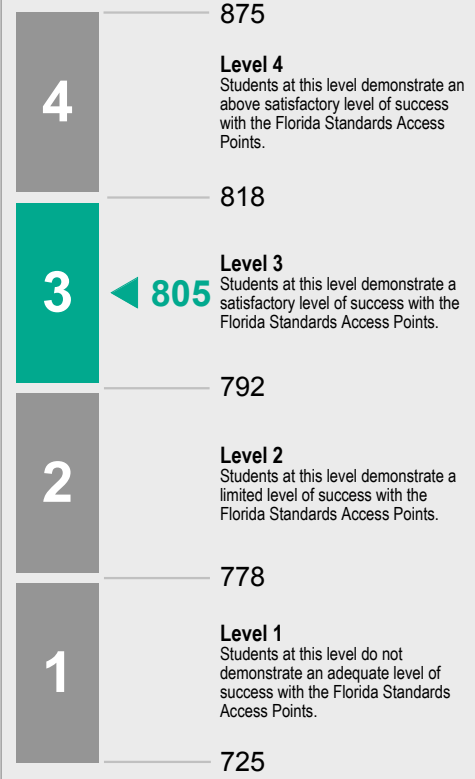 875
4
Level 4
Students at this level demonstrate an
above satisfactory level of success
with the Florida Standards Access
Points.
818
3
805
Level 3
Students at this level demonstrate a
satisfactory level of success with the
Florida Standards Access Points.
792
2
Level 2
Students at this level demonstrate a
limited level of success with the
Florida Standards Access Points.
778
1
Level 1
Students at this level do not
demonstrate an adequate level of
success with the Florida Standards
Access Points.
725